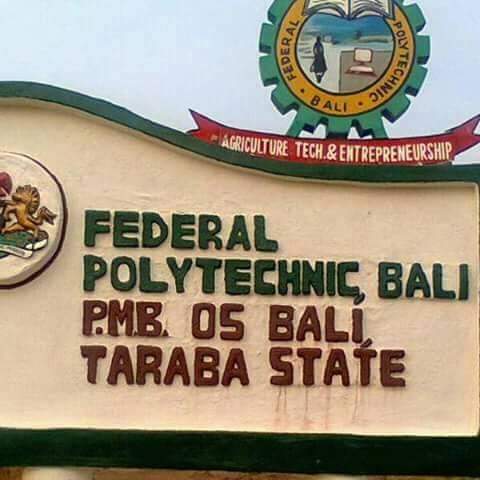 FEDERAL POLYTECHNIC
BALI
AGRICULTURE TECH.&ENTREPRENEURSHIP
FEDERAL
POLYTECHNIC, BALI
P.M.B. 05 BALI,
TARABA STATE